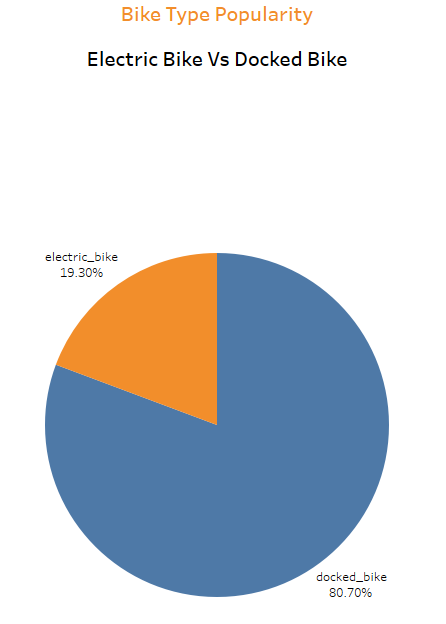 Bike Type Popularity
Electric Bike Vs Docked Bike
electric_bike
19.30%
docked_bike
80.70%